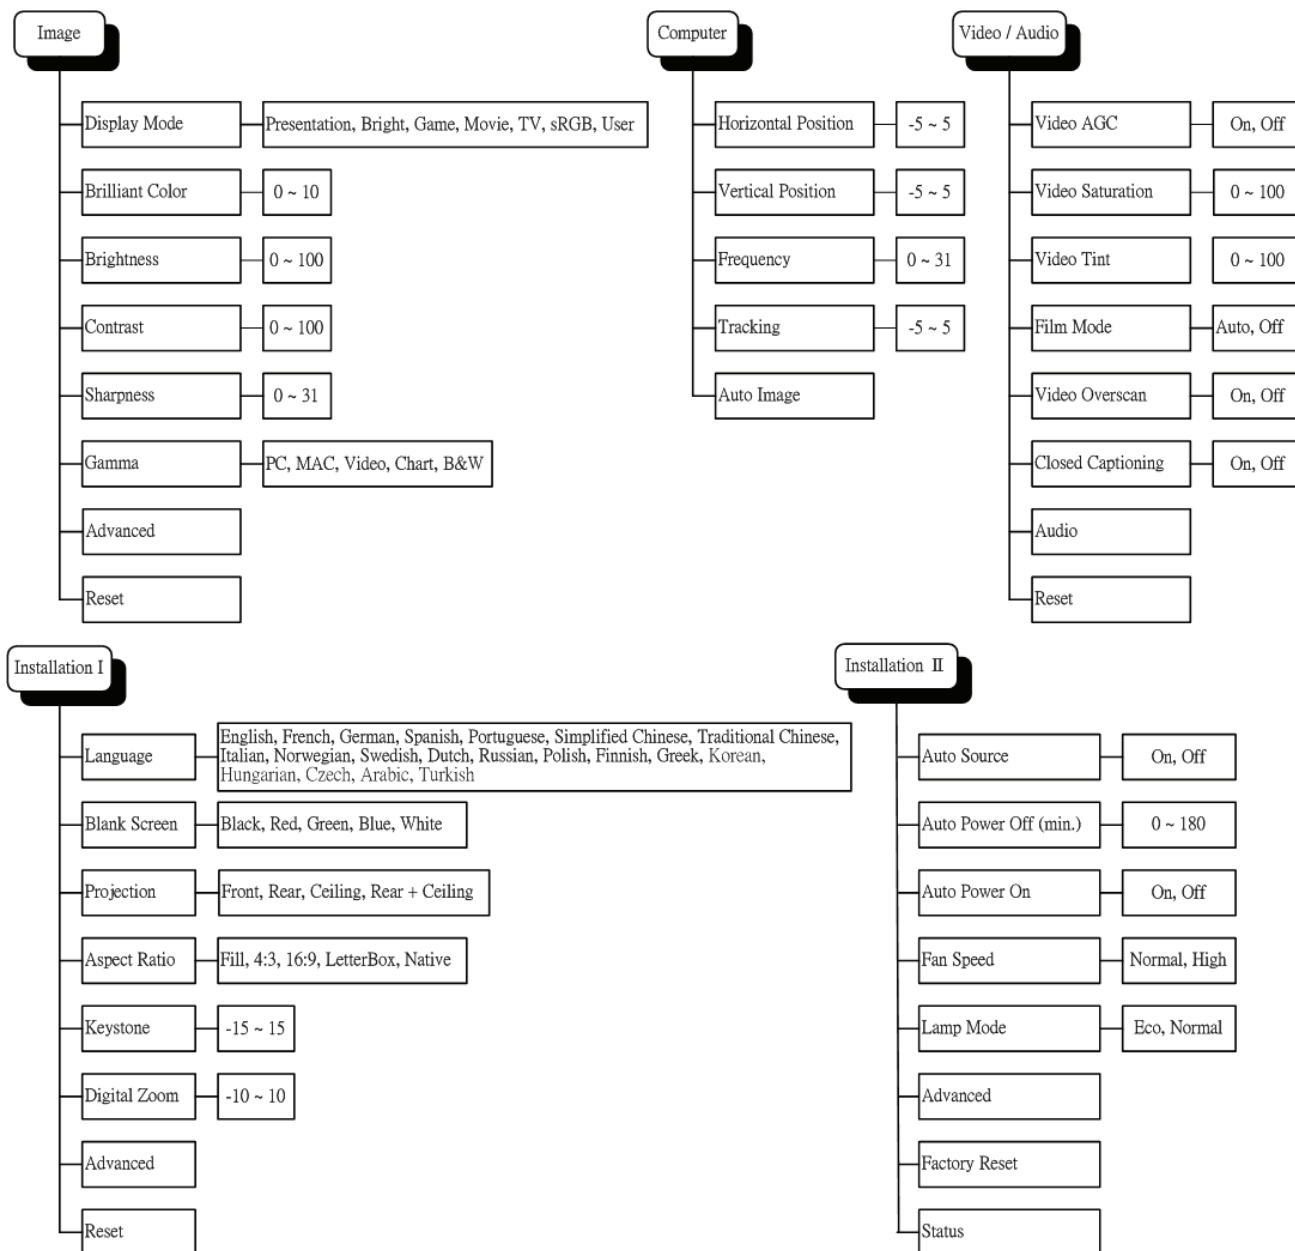 Image
Display Mode
Presentation, Bright, Game, Movie, TV, sRGB, User
Brilliant Color
0 ~ 10
Brightness
0 ~ 100
Contrast
0 ~ 100
Sharpness
0 ~ 31
Gamma
PC, MAC, Video, Chart, B&W
Advanced
Reset
Computer
Horizontal Position
-5 ~ 5
Vertical Position
-5 ~ 5
Frequency
0 ~ 31
Tracking
-5 ~ 5
Auto Image
Video / Audio
Video AGC
On, Off
Video Saturation
0 ~ 100
Video Tint
0 ~ 100
Film Mode
Auto, Off
Video Overscan
On, Off
Closed Captioning
On, Off
Audio
Reset
Installation I
Language
English, French, German, Spanish, Portuguese, Simplified Chinese, Traditional Chinese,
Italian, Norwegian, Swedish, Dutch, Russian, Polish, Finnish, Greek, Korean,
Hungarian, Czech, Arabic, Turkish
Blank Screen
Black, Red, Green, Blue, White
Projection
Front, Rear, Ceiling, Rear + Ceiling
Aspect Ratio
Fill, 4:3, 16:9, LetterBox, Native
Keystone
-15 ~ 15
Digital Zoom
-10 ~ 10
Advanced
Reset
Installation II
Auto Source
On, Off
Auto Power Off (min.)
0 ~ 180
Auto Power On
On, Off
Fan Speed
Normal, High
Lamp Mode
Eco, Normal
Advanced
Factory Reset
Status